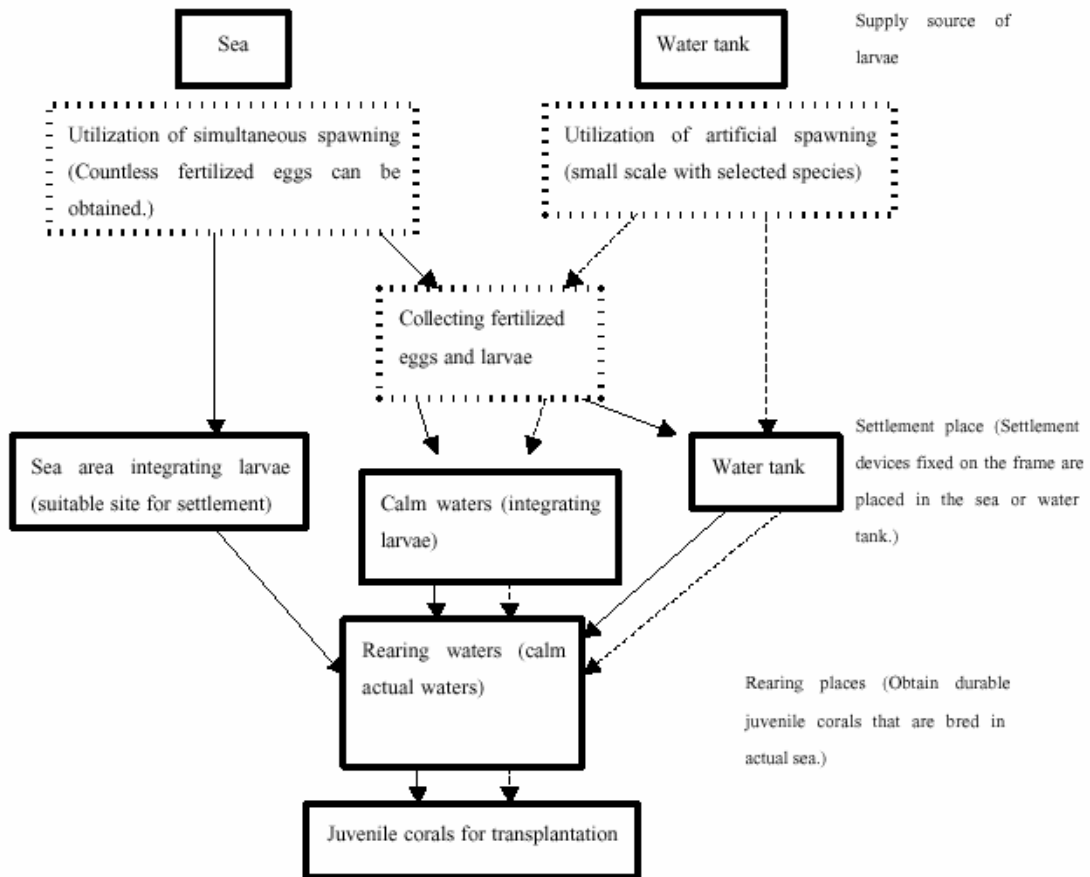 Sea
Water tank
Supply source of
larvae
Utilization of simultaneous spawning
(Countless fertilized eggs can be
obtained.)
Utilization of artificial spawning
(small scale with selected species)
Collecting fertilized
eggs and larvae
Sea area integrating larvae
(suitable site for settlement)
Calm waters (integrating
larvae)
Water tank
Settlement place (Settlement
devices fixed on the frame are
placed in the sea or water
tank.)
Rearing waters (calm
actual waters)
Rearing places (Obtain durable
juvenile corals that are bred in
actual sea.)
Juvenile corals for transplantation